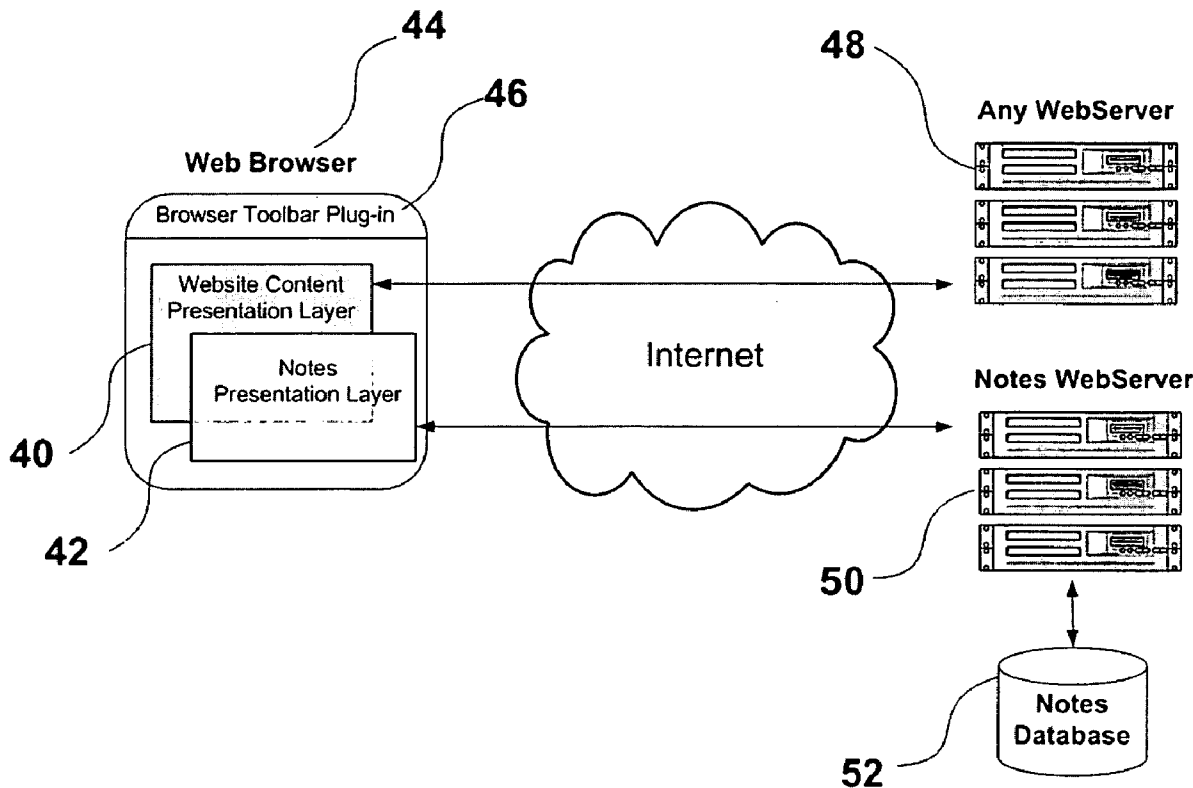 44
48
46
Any WebServer
Web Browser
Browser Toolbar Plug-in
Website Content
Presentation Layer
Internet
Notes
Presentation Layer
Notes WebServer
40
42
50
Notes
Database
52